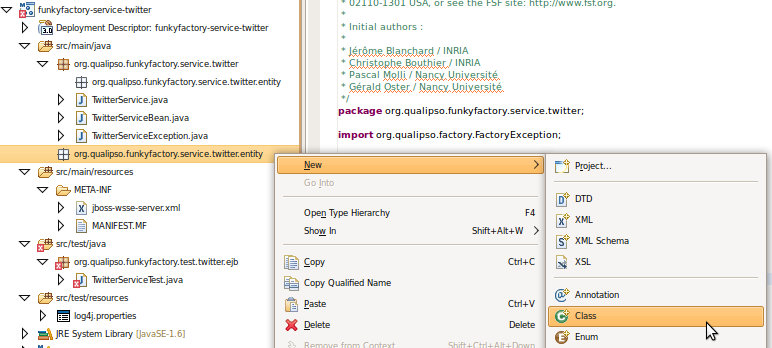 funkyfactory-service-twitter
Deployment Descriptor: funkyfactory-service-twitter
3.0
src/main/java
org.qualipso.funkyfactory.service.twitter
org.qualipso.funkyfactory.service.twitter.entity
TwitterService.java
TwitterServiceBean.java
TwitterServiceException.java
org.qualipso.funkyfactory.service.twitter.entity
src/main/resources
META-INF
jboss-wsse-server.xml
MANIFEST.MF
src/test/java
org.qualipso.funkyfactory.test.twitter.ejb
TwitterServiceTest.java
src/test/resources
log4j.properties
JRE System Library [JavaSE-1.6]
* 02110-1301 USA, or see the FSF site: http://www.fsf.org.
*
* Initial authors :
*
* Jérôme Blanchard / INRIA
* Christophe Bouthier / INRIA
* Pascal Molli / Nancy Université
* Gérald Oster / Nancy Université
*/
package org.qualipso.funkyfactory.service.twitter;
import org.qualipso.factory.FactoryException;
New
Go Into
Open Type Hierarchy F4
Show In Shift+Alt+W
Copy Ctrl+C
Copy Qualified Name
Paste Ctrl+V
Delete Delete
Remove from Context Shift+Ctrl+Alt+Down
Project...
DTD
XML
XML Schema
XSL
Annotation
Class
Enum